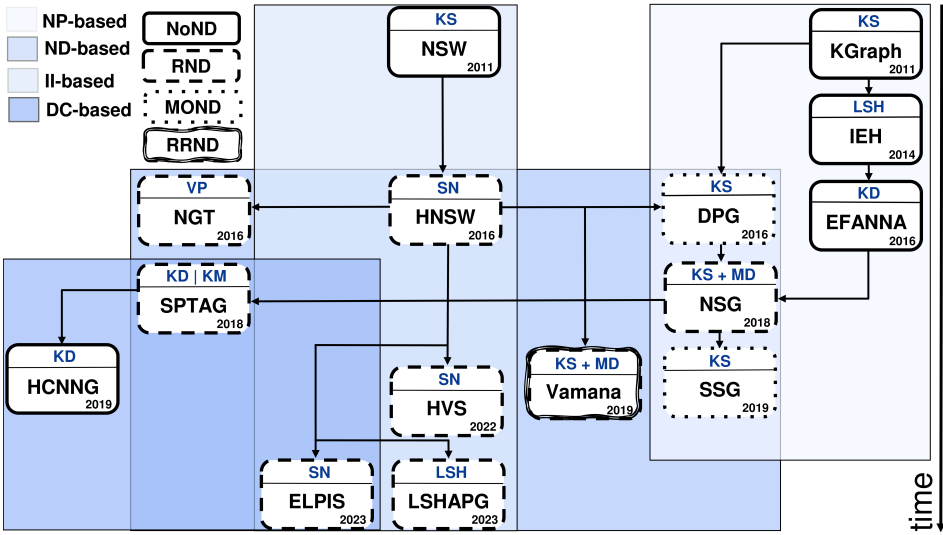 NP-based
ND-based
II-based
DC-based
NoND
RND
MOND
RRND
KS
NSW
2011
KS
KGraph
2011
LSH
IEH
2014
VP
NGT
2016
SN
HNSW
2016
KS
DPG
2016
KD
EFANNA
2016
KD | KM
SPTAG
2018
KS + MD
NSG
2018
KD
HCNNG
2019
SN
HVS
2022
KS + MD
Vamana
2019
KS
SSG
2019
SN
ELPIS
2023
LSH
LSHAPG
2023
time